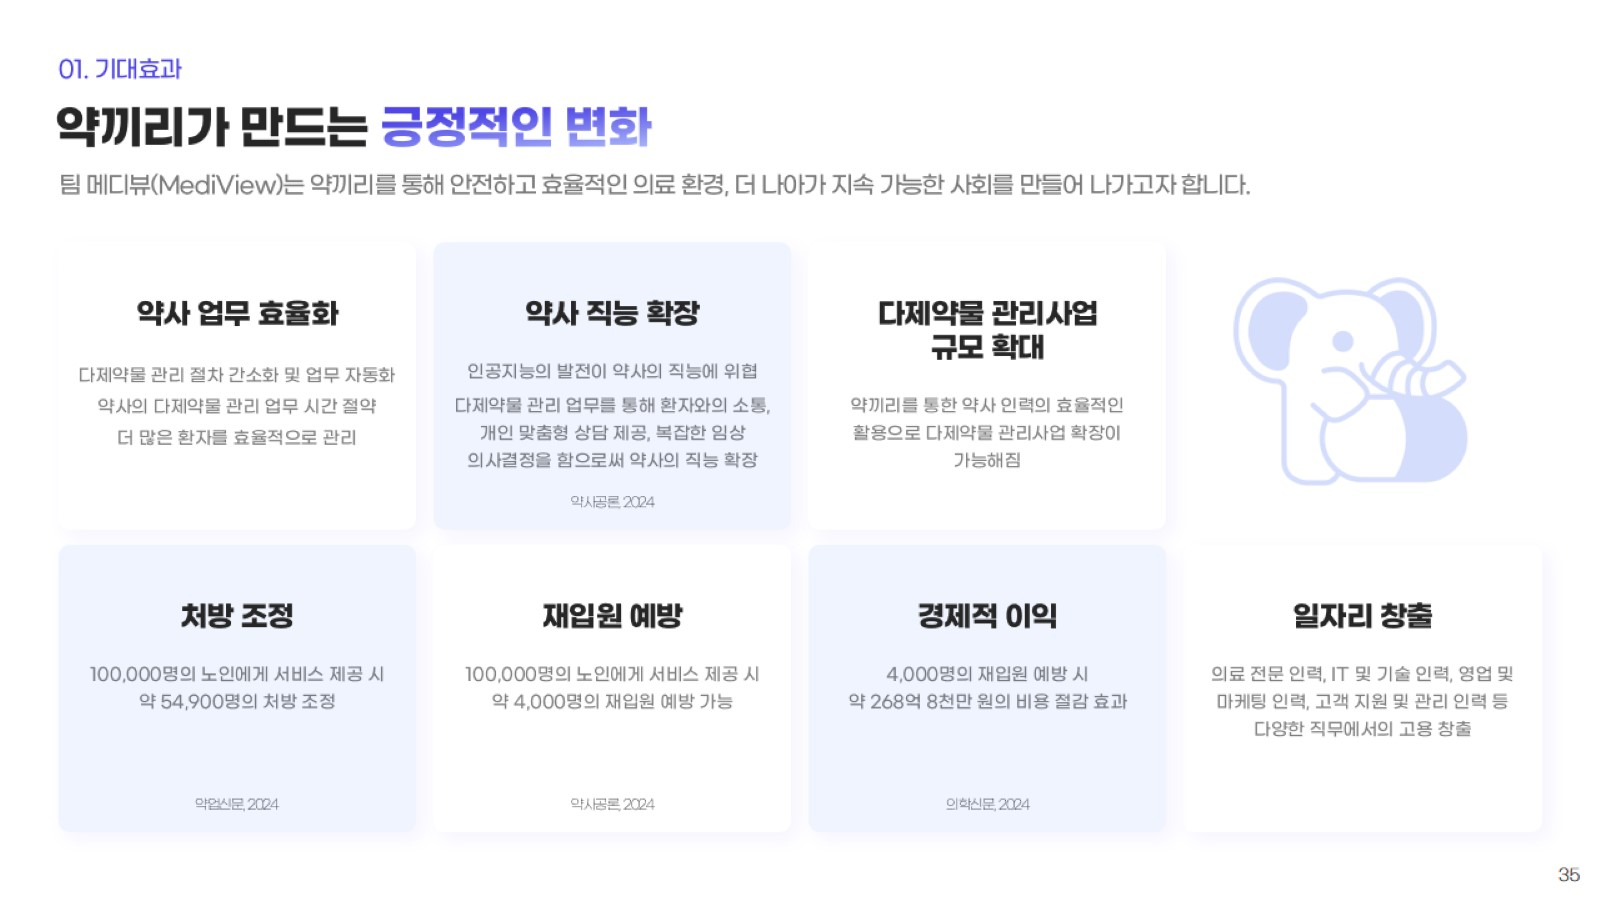 01. 기대효과
약끼리가 만드는 긍정적인 변화
팀 메디뷰(MediView)는 약끼리를 통해 안전하고 효율적인 의료 환경, 더 나아가 지속 가능한 사회를 만들어 나가고자 합니다.
약사 업무 효율화
다제약물 관리 절차 간소화 및 업무 자동화
약사의 다제약물 관리 업무 시간 절약
더 많은 환자를 효율적으로 관리
약사 직능 확장
인공지능의 발전이 약사의 직능에 위협
다제약물 관리 업무를 통해 환자와의 소통,
개인 맞춤형 상담 제공, 복잡한 임상
의사결정을 함으로써 약사의 직능 확장
약사공론, 2024
다제약물 관리사업
규모 확대
약끼리를 통한 약사 인력의 효율적인
활용으로 다제약물 관리사업 확장이
가능해짐
처방 조정
100,000명의 노인에게 서비스 제공 시
약 54,900명의 처방 조정
약업신문, 2024
재입원 예방
100,000명의 노인에게 서비스 제공 시
약 4,000명의 재입원 예방 가능
약사공론, 2024
경제적 이익
4,000명의 재입원 예방 시
약 268억 8천만 원의 비용 절감 효과
의학신문, 2024
일자리 창출
의료 전문 인력, IT 및 기술 인력, 영업 및
마케팅 인력, 고객 지원 및 관리 인력 등
다양한 직무에서의 고용 창출
35